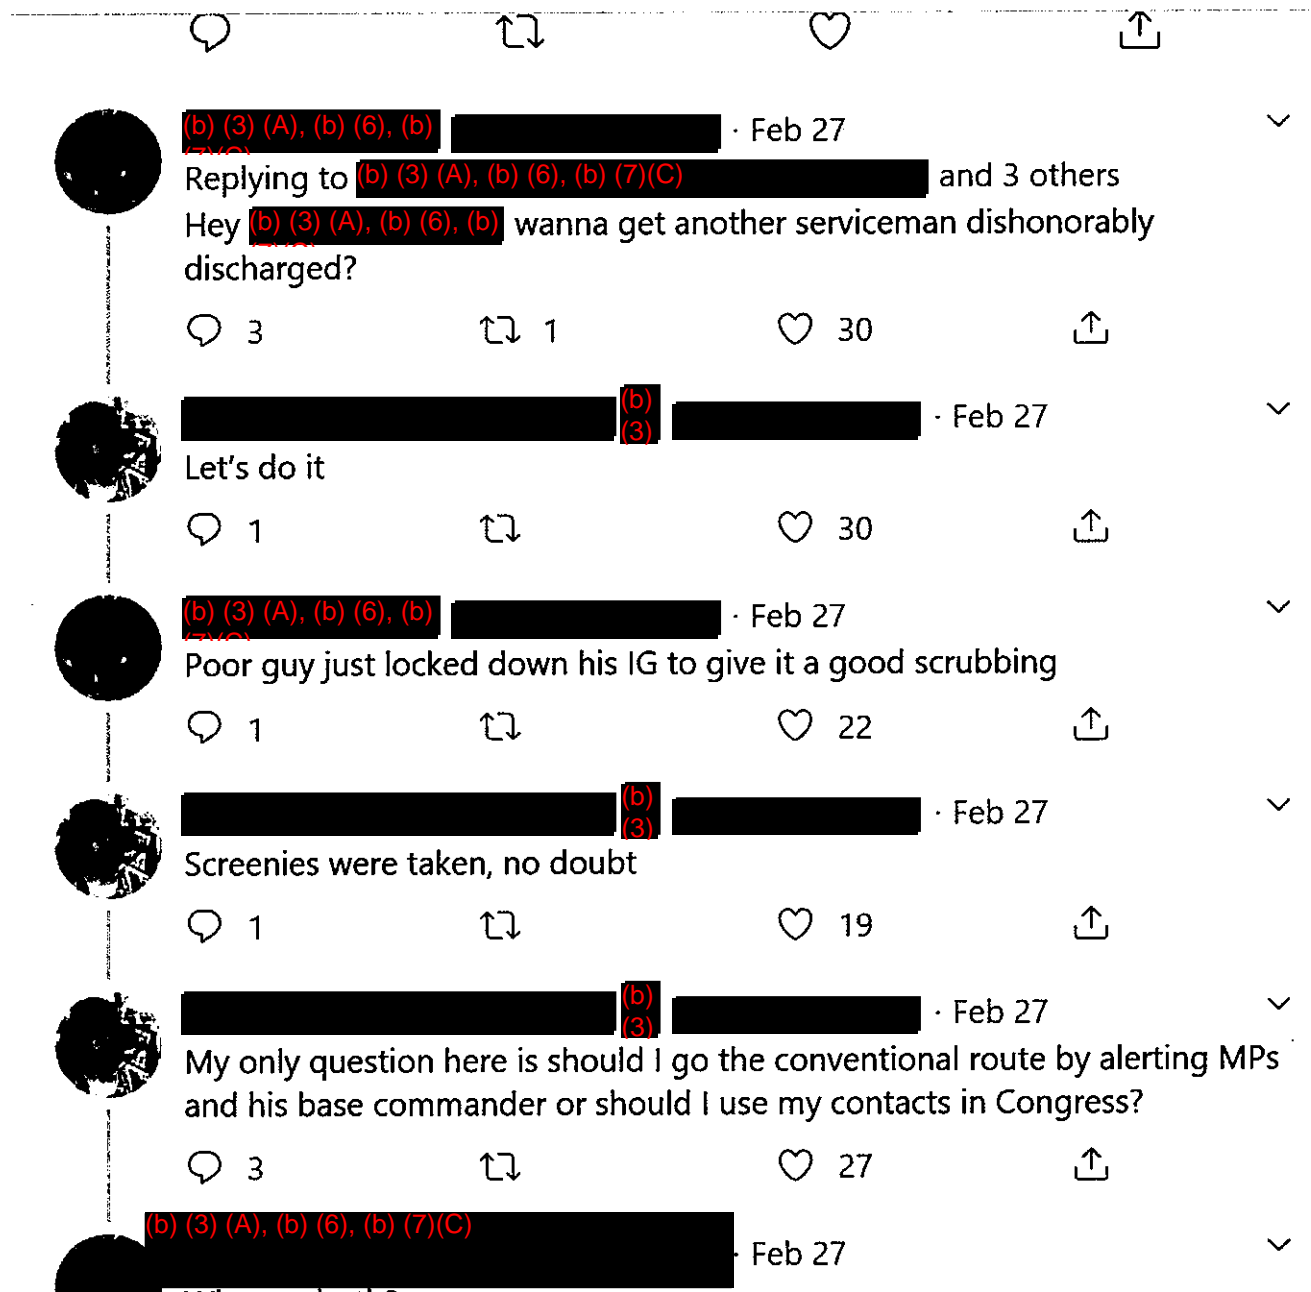 (b) (3) (A), (b) (6), (b) · Feb 27
Replying to (b) (3) (A), (b) (6), (b) (7)(C) and 3 others
Hey (b) (3) (A), (b) (6), (b) wanna get another serviceman dishonorably
discharged?
3 1 30
(b) (3) · Feb 27
Let's do it
1 30
(b) (3) (A), (b) (6), (b) · Feb 27
Poor guy just locked down his IG to give it a good scrubbing
1 22
(b) (3) · Feb 27
Screenies were taken, no doubt
1 19
(b) (3) · Feb 27
My only question here is should I go the conventional route by alerting MPs
and his base commander or should I use my contacts in Congress?
3 27
(b) (3) (A), (b) (6), (b) (7)(C) · Feb 27